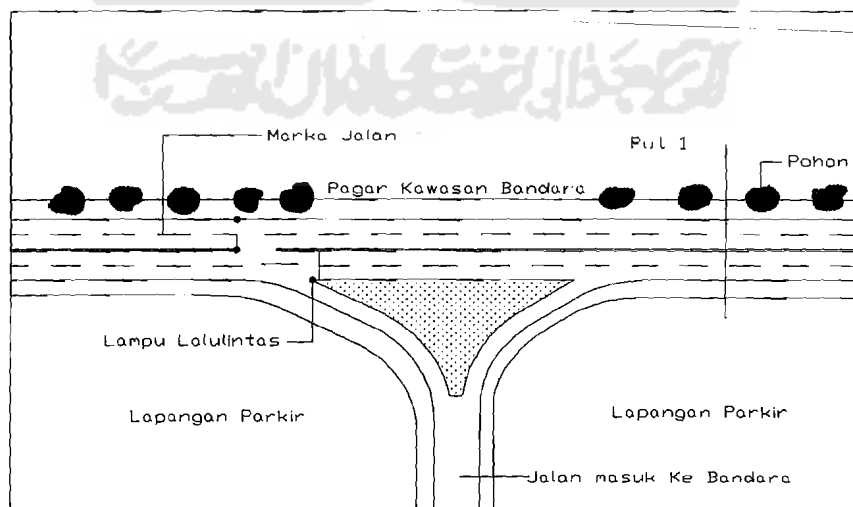 Marka Jalan
Pul 1
Pohon
Pagar Kawasan Bandara
Lampu Lalulintas
Lapangan Parkir
Lapangan Parkir
Jalan masuk Ke Bandara